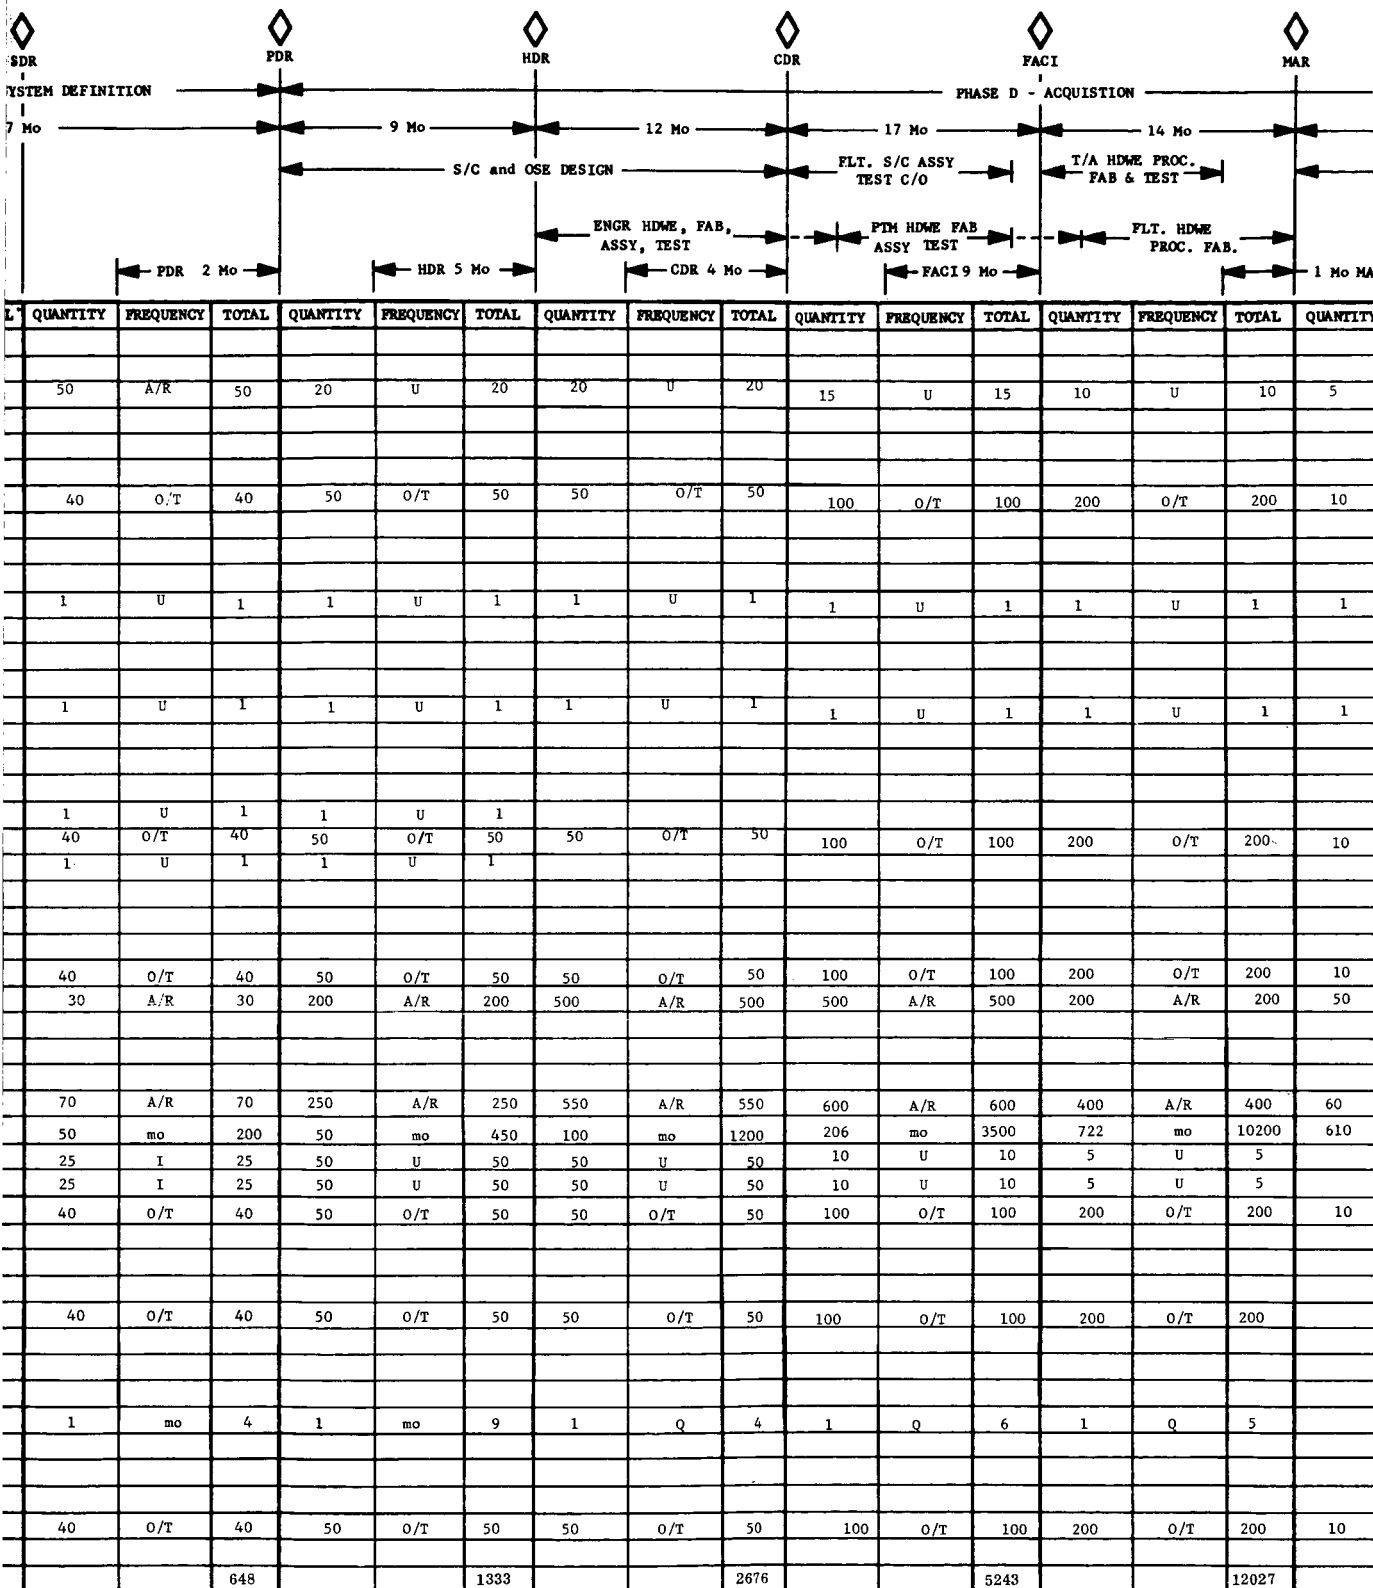 SDR PDR HDR CDR FACI MAR
YSTEM DEFINITION PHASE D - ACQUISTION
7 Mo 9 Mo 12 Mo 17 Mo 14 Mo
S/C and OSE DESIGN FLT. S/C ASSY T/A HDWE PROC.
TEST C/O FAB & TEST
ENGR HDWE, FAB, PTM HDWE FAB FLT. HDWE
ASSY, TEST ASSY TEST PROC. FAB.
PDR 2 Mo HDR 5 Mo CDR 4 Mo FACI 9 Mo 1 Mo MA
L QUANTITY FREQUENCY TOTAL QUANTITY FREQUENCY TOTAL QUANTITY FREQUENCY TOTAL QUANTITY FREQUENCY TOTAL QUANTITY FREQUENCY TOTAL QUANTITY
50 A/R 50 20 U 20 20 U 20 15 U 15 10 U 10 5
40 O/T 40 50 O/T 50 50 O/T 50 100 O/T 100 200 O/T 200 10
1 U 1 1 U 1 1 U 1 1 U 1 1 U 1 1
1 U 1 1 U 1 1 U 1 1 U 1 1 U 1 1
1 U 1 1 U 1
40 O/T 40 50 O/T 50 50 O/T 50 100 O/T 100 200 O/T 200 10
1 U 1 1 U 1
40 O/T 40 50 O/T 50 50 O/T 50 100 O/T 100 200 O/T 200 10
30 A/R 30 200 A/R 200 500 A/R 500 500 A/R 500 200 A/R 200 50
70 A/R 70 250 A/R 250 550 A/R 550 600 A/R 600 400 A/R 400 60
50 mo 200 50 mo 450 100 mo 1200 206 mo 3500 722 mo 10200 610
25 I 25 50 U 50 50 U 50 10 U 10 5 U 5
25 I 25 50 U 50 50 U 50 10 U 10 5 U 5
40 O/T 40 50 O/T 50 50 O/T 50 100 O/T 100 200 O/T 200 10
40 O/T 40 50 O/T 50 50 O/T 50 100 O/T 100 200 O/T 200
1 mo 4 1 mo 9 1 Q 4 1 Q 6 1 Q 5
40 O/T 40 50 O/T 50 50 O/T 50 100 O/T 100 200 O/T 200 10
648 1333 2676 5243 12027